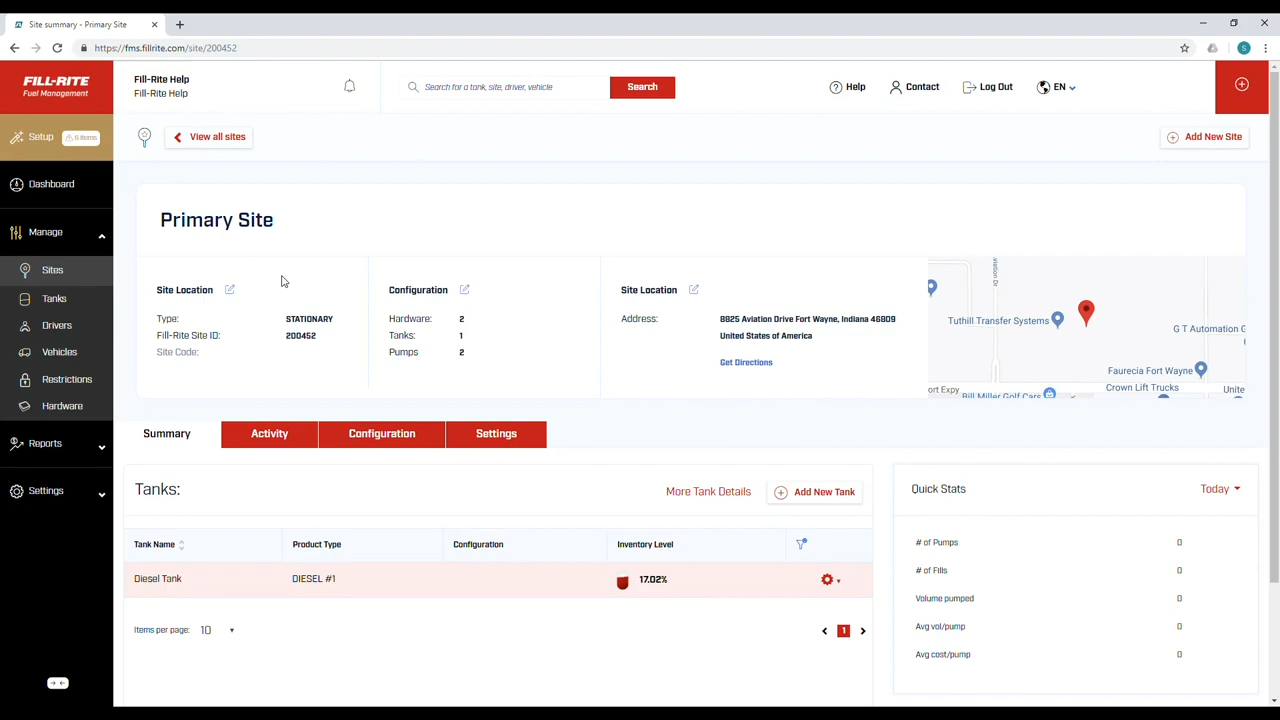 Site summary - Primary Site
https://fms.fillrite.com/site/200452
S
FILL-RITE
Fuel Management
Fill-Rite Help
Fill-Rite Help
Search for a tank, site, driver, vehicle
Search
Help
Contact
Log Out
EN
Setup
6 items
View all sites
Add New Site
Dashboard
Manage
Sites
Tanks
Drivers
Vehicles
Restrictions
Hardware
Reports
Settings
Primary Site
Site Location
Type: STATIONARY
Fill-Rite Site ID: 200452
Site Code:
Configuration
Hardware: 2
Tanks: 1
Pumps 2
Site Location
Address: 8825 Aviation Drive Fort Wayne, Indiana 46809
United States of America
Get Directions
Tuthill Transfer Systems
G T Automation G
Faurecia Fort Wayne
Crown Lift Trucks
Unite
ort Expy
Bill Miller Golf Cars
Summary
Activity
Configuration
Settings
Tanks:
More Tank Details
Add New Tank
Tank Name Product Type Configuration Inventory Level
Diesel Tank DIESEL #1 17.02%
Items per page: 10
1
Quick Stats
Today
# of Pumps 0
# of Fills 0
Volume pumped 0
Avg vol/pump 0
Avg cost/pump 0